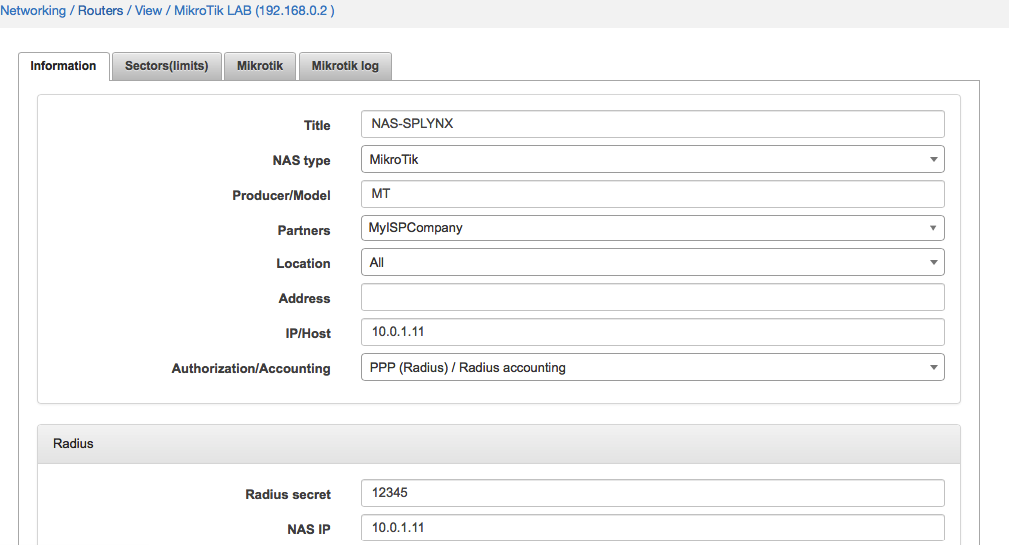 Networking / Routers / View / MikroTik LAB (192.168.0.2 )
Information Sectors(limits) Mikrotik Mikrotik log
Title NAS-SPLYNX
NAS type MikroTik
Producer/Model MT
Partners MyISPCompany
Location All
Address
IP/Host 10.0.1.11
Authorization/Accounting PPP (Radius) / Radius accounting
Radius
Radius secret 12345
NAS IP 10.0.1.11